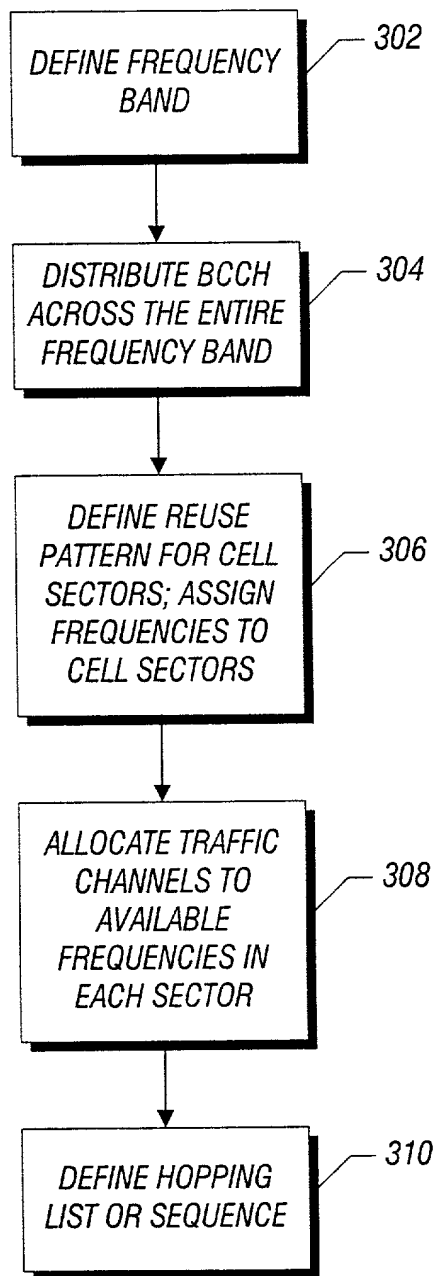 DEFINE FREQUENCY
BAND
302
DISTRIBUTE BCCH
ACROSS THE ENTIRE
FREQUENCY BAND
304
DEFINE REUSE
PATTERN FOR CELL
SECTORS; ASSIGN
FREQUENCIES TO
CELL SECTORS
306
ALLOCATE TRAFFIC
CHANNELS TO
AVAILABLE
FREQUENCIES IN
EACH SECTOR
308
DEFINE HOPPING
LIST OR SEQUENCE
310